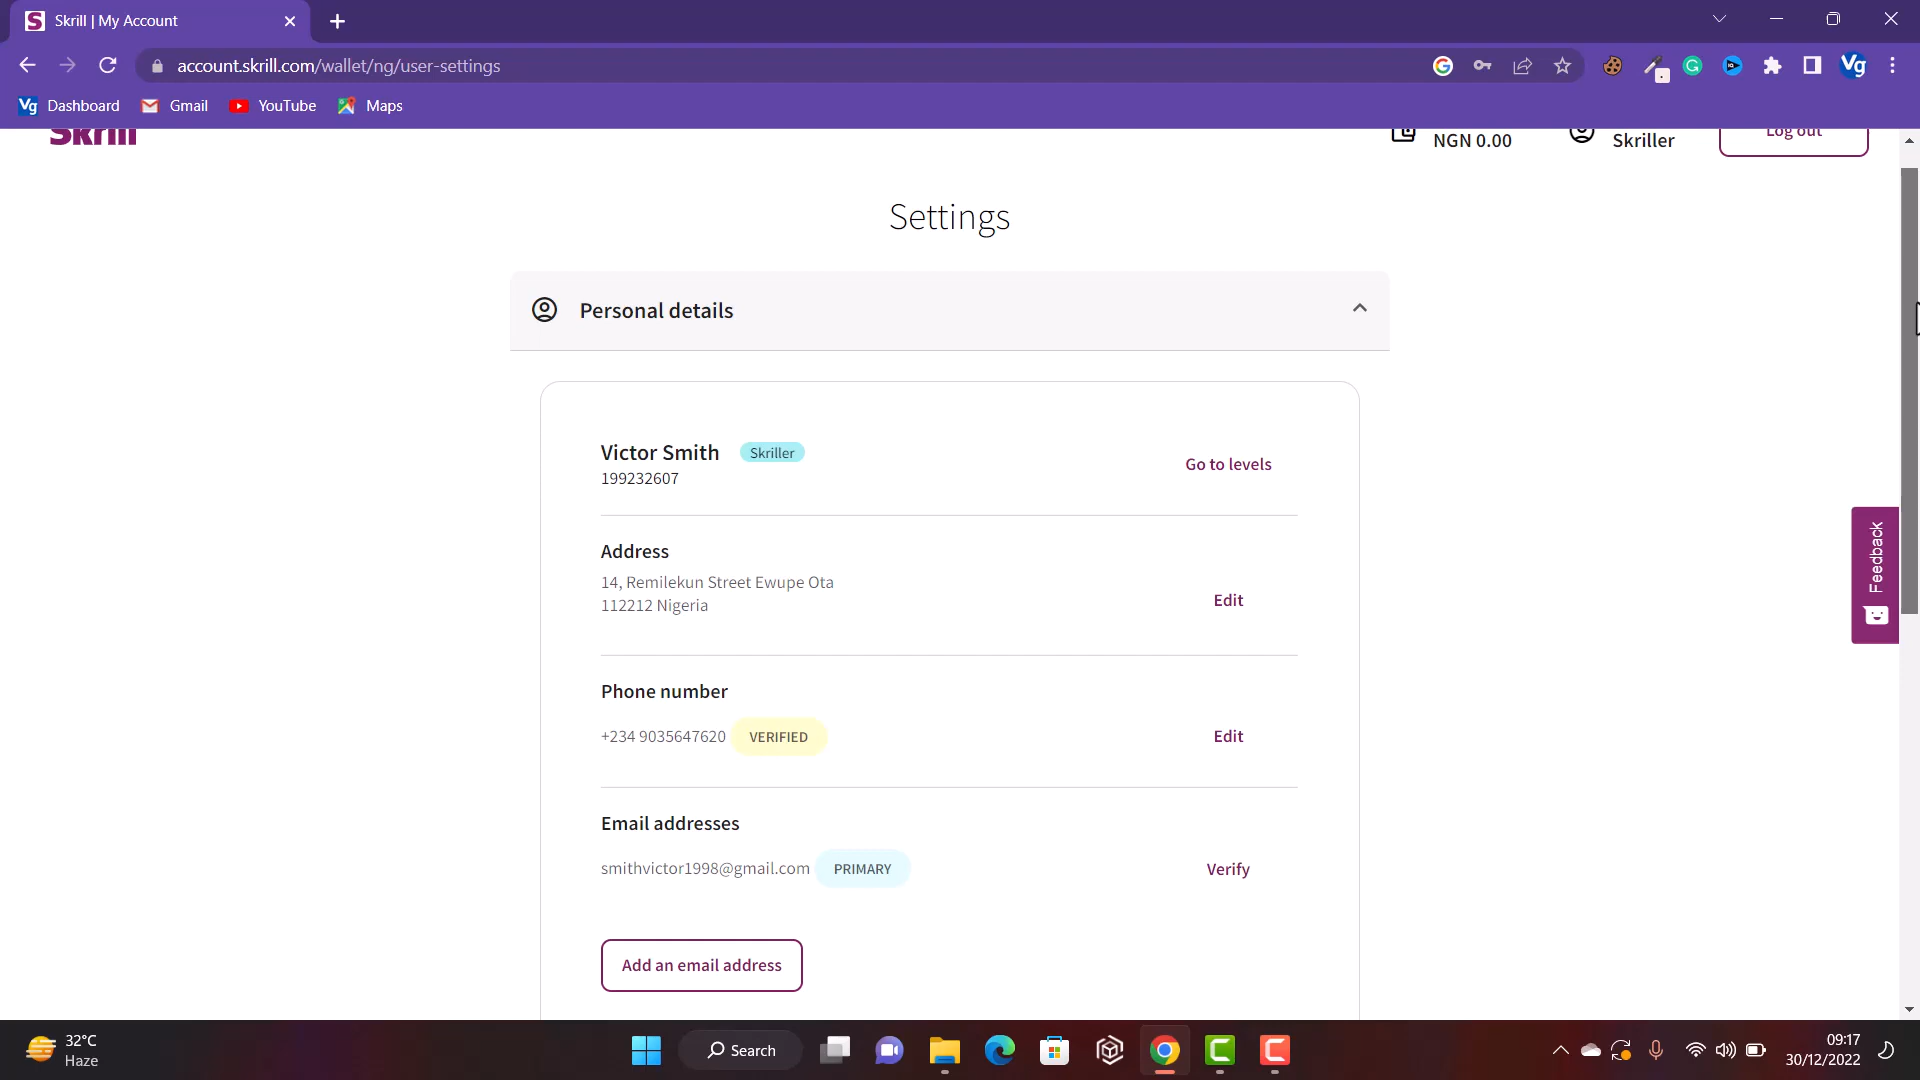 Skrill | My Account
account.skrill.com/wallet/ng/user-settings
Vg
Vg Dashboard Gmail YouTube Maps
Skrill
NGN 0.00
Skriller
Log out
Settings
Personal details
Victor Smith Skriller
199232607
Go to levels
Address
14, Remilekun Street Ewupe Ota
112212 Nigeria
Edit
Phone number
+234 9035647620 VERIFIED
Edit
Email addresses
smithvictor1998@gmail.com PRIMARY
Verify
Add an email address
Feedback
32°C
Haze
Search
09:17
30/12/2022